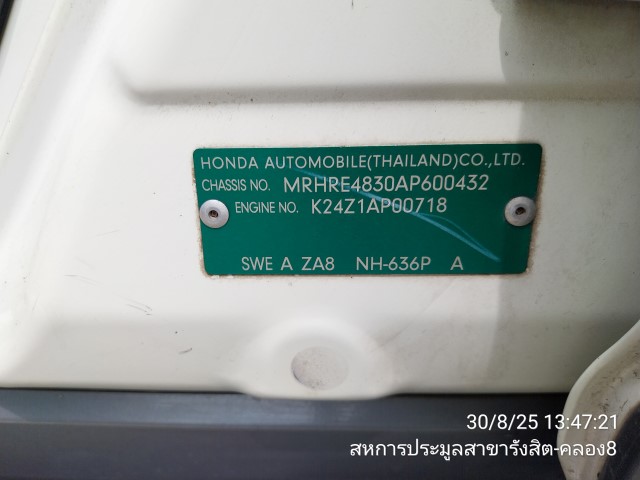 HONDA AUTOMOBILE(THAILAND)CO.,LTD.
CHASSIS NO. MRHRE4830AP600432
ENGINE NO. K24Z1AP00718
SWE A ZA8 NH-636P A
30/8/25 13:47:21
สหการประมูลสาขารังสิต-คลอง8